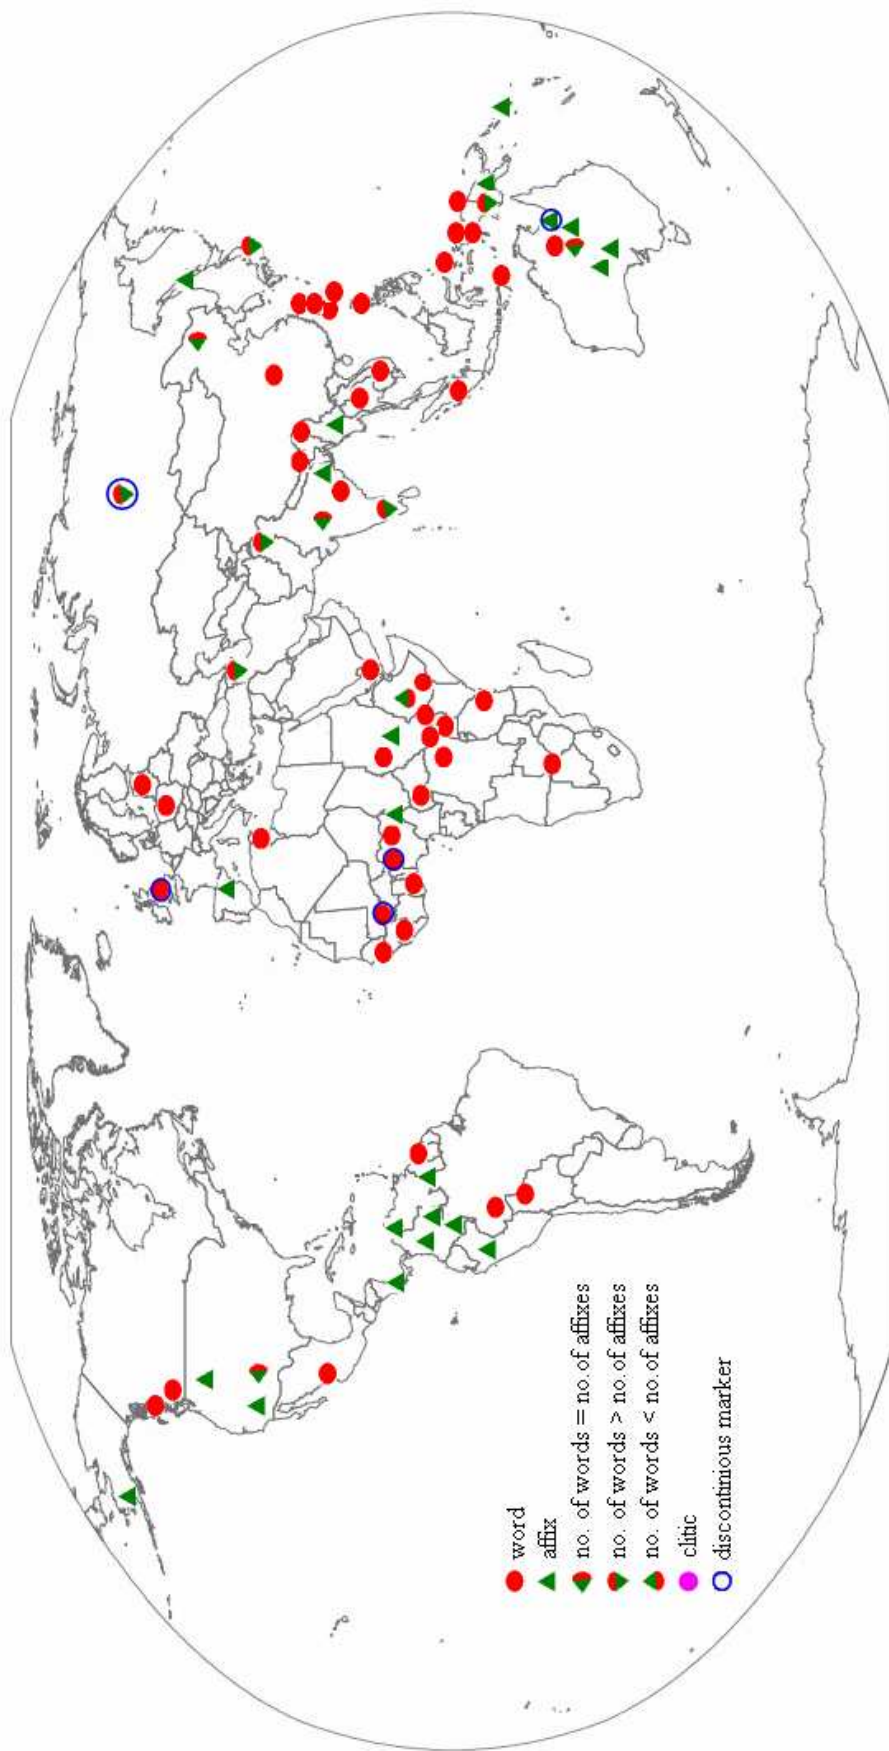 word
affix
no. of words = no. of affixes
no. of words > no. of affixes
no. of words < no. of affixes
clitic
discontinious marker